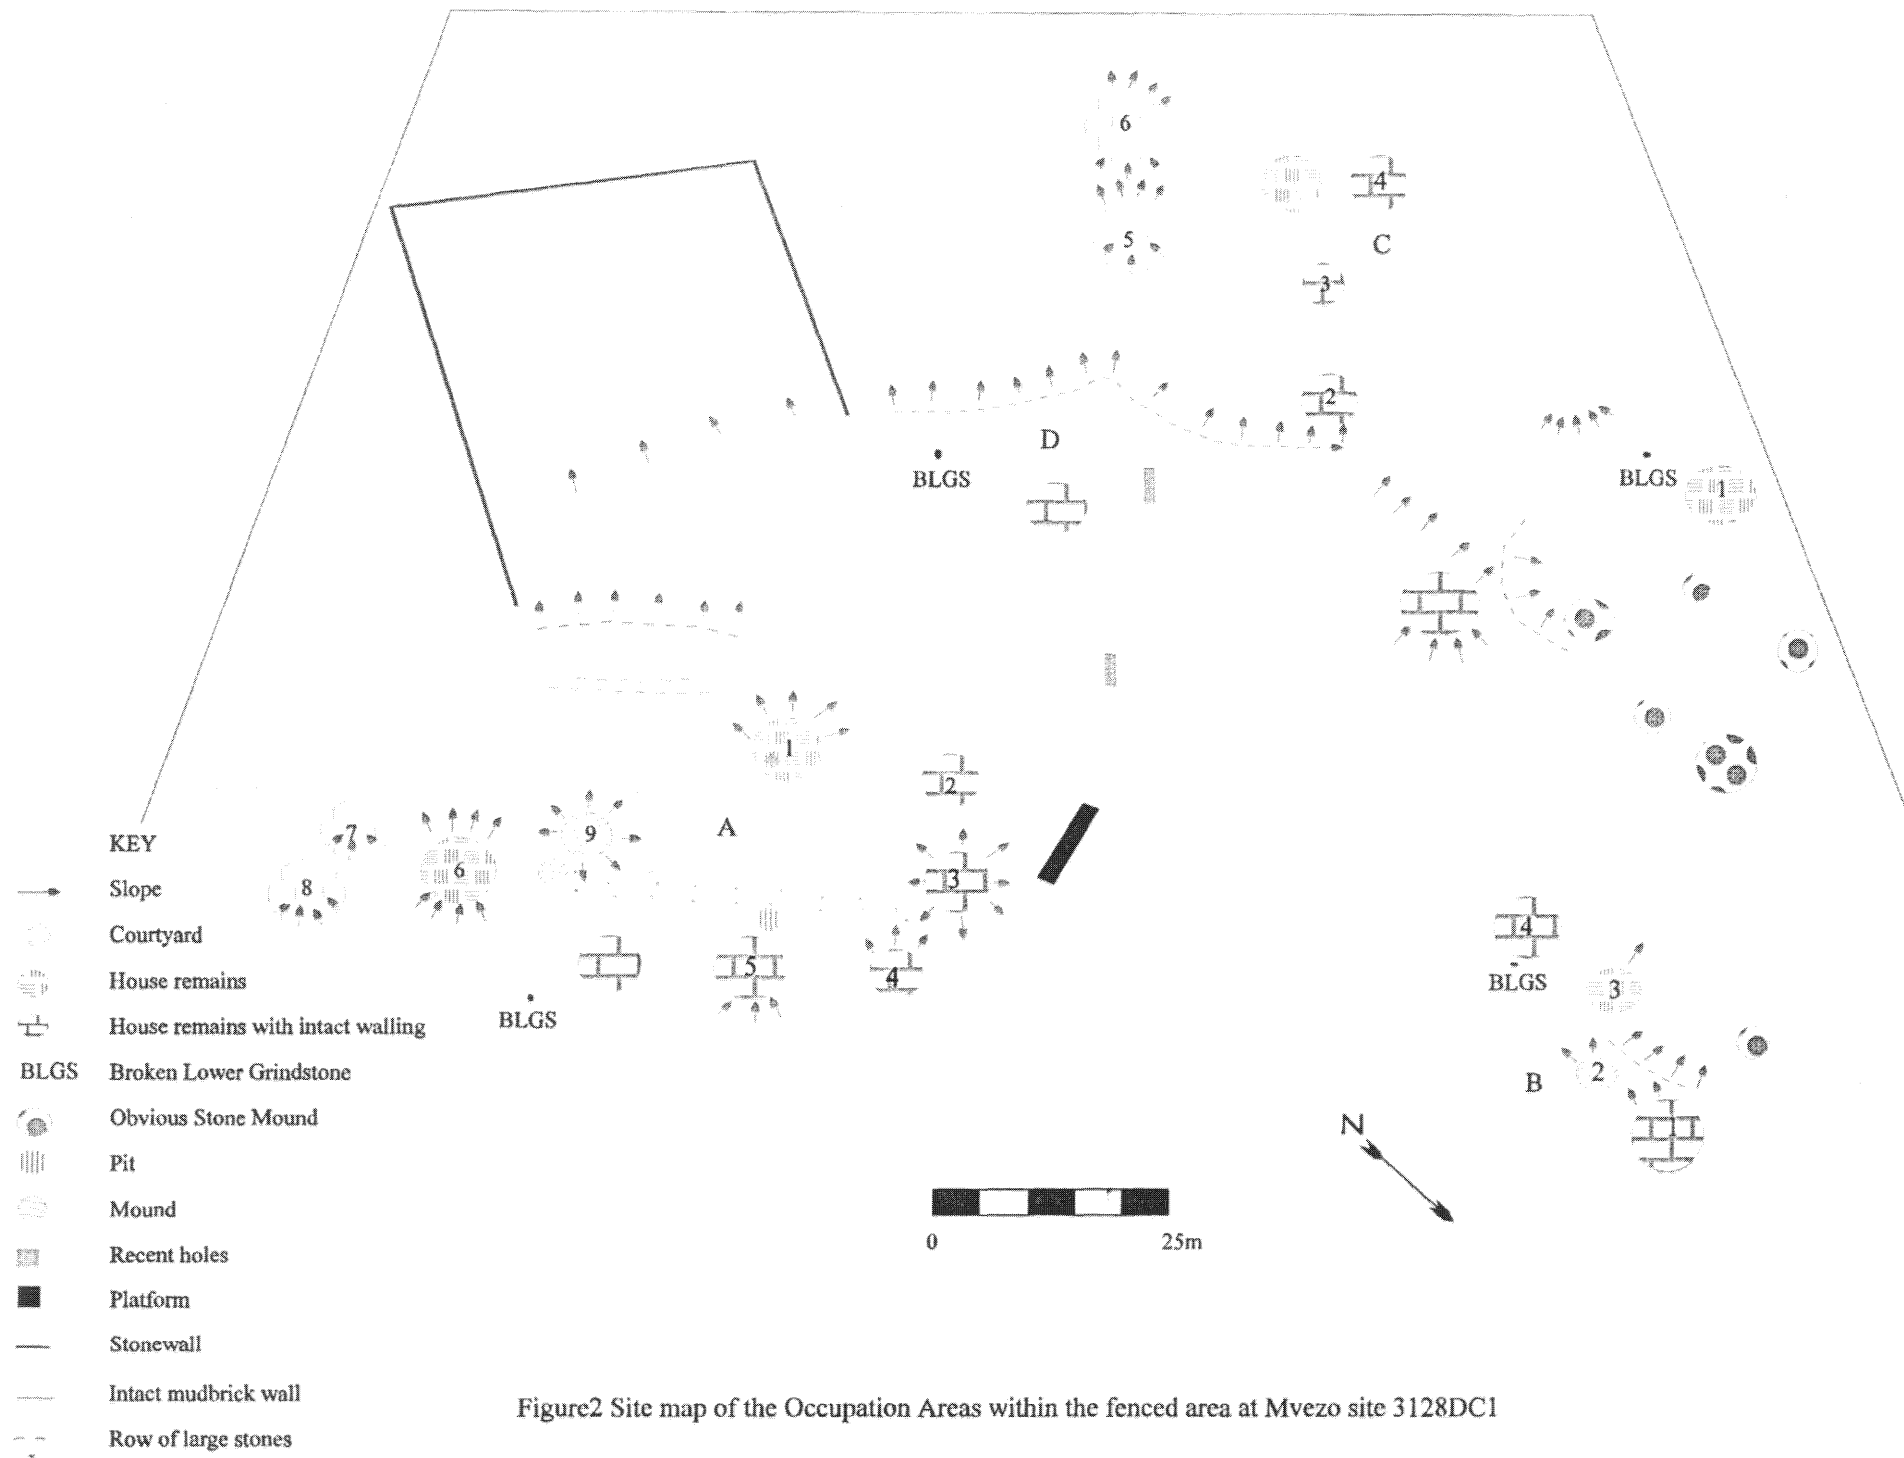 6
4
5
C
3
2
D
BLGS
BLGS
1
1
2
9
A
7
6
3
8
KEY
Slope
Courtyard
House remains
House remains with intact walling
BLGS Broken Lower Grindstone
Obvious Stone Mound
Pit
Mound
Recent holes
Platform
Stonewall
Intact mudbrick wall
Row of large stones
5
4
BLGS
4
BLGS
3
B
2
1
N
0
25m
Figure2 Site map of the Occupation Areas within the fenced area at Mvezo site 3128DC1